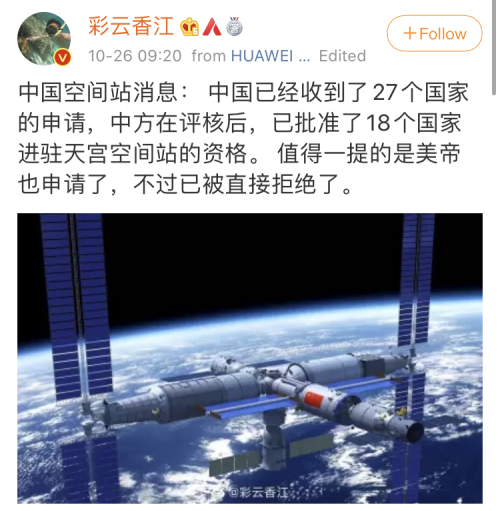 彩云香江
+Follow
10-26 09:20 from HUAWEI ... Edited
中国空间站消息： 中国已经收到了27个国家
的申请，中方在评核后，已批准了18个国家
进驻天宫空间站的资格。 值得一提的是美帝
也申请了，不过已被直接拒绝了。
@彩云香江